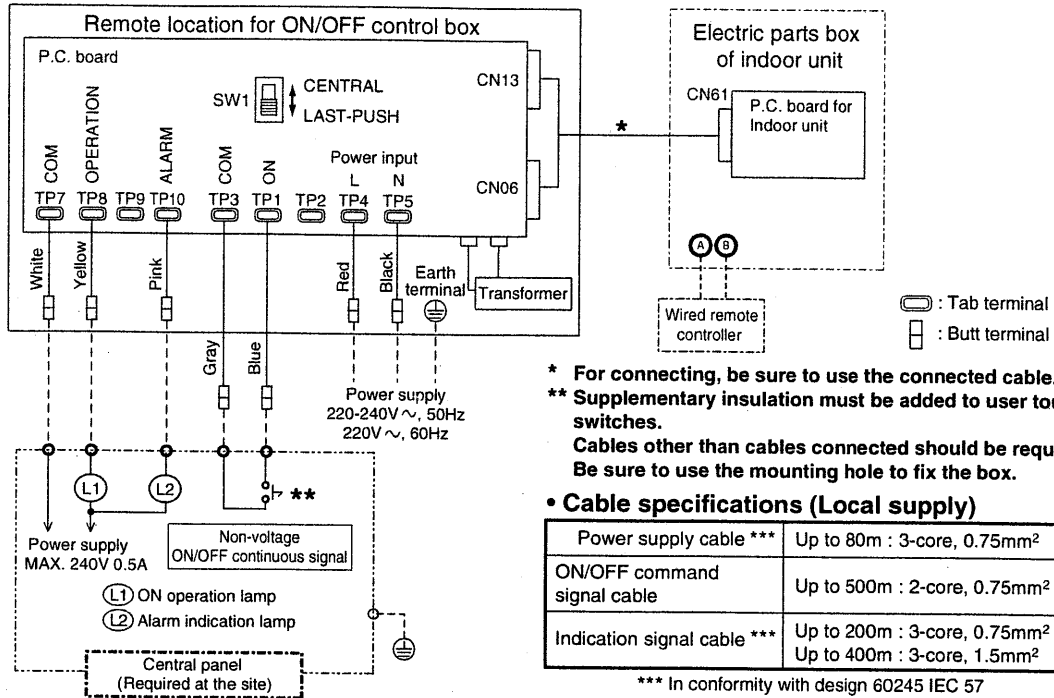 Remote location for ON/OFF control box
P.C. board
SW1
CENTRAL
LAST-PUSH
CN13
COM
OPERATION
ALARM
COM
ON
Power input
L N
CN06
TP7 TP8 TP9 TP10 TP3 TP1 TP2 TP4 TP5
White
Yellow
Pink
Gray
Blue
Red
Black
Earth
terminal
Transformer
Power supply
220-240V ∿, 50Hz
220V ∿, 60Hz
L1
L2
**
Power supply
MAX. 240V 0.5A
Non-voltage
ON/OFF continuous signal
L1 ON operation lamp
L2 Alarm indication lamp
Central panel
(Required at the site)
*
Electric parts box
of indoor unit
CN61
P.C. board for
Indoor unit
A B
Wired remote
controller
: Tab terminal
: Butt terminal
* For connecting, be sure to use the connected cable.
** Supplementary insulation must be added to user
switches.
Cables other than cables connected should be
Be sure to use the mounting hole to fix the box.
• Cable specifications (Local supply)
Power supply cable *** Up to 80m : 3-core, 0.75mm²
ON/OFF command
signal cable
Up to 500m : 2-core, 0.75mm²
Indication signal cable ***
Up to 200m : 3-core, 0.75mm²
Up to 400m : 3-core, 1.5mm²
*** In conformity with design 60245 IEC 57